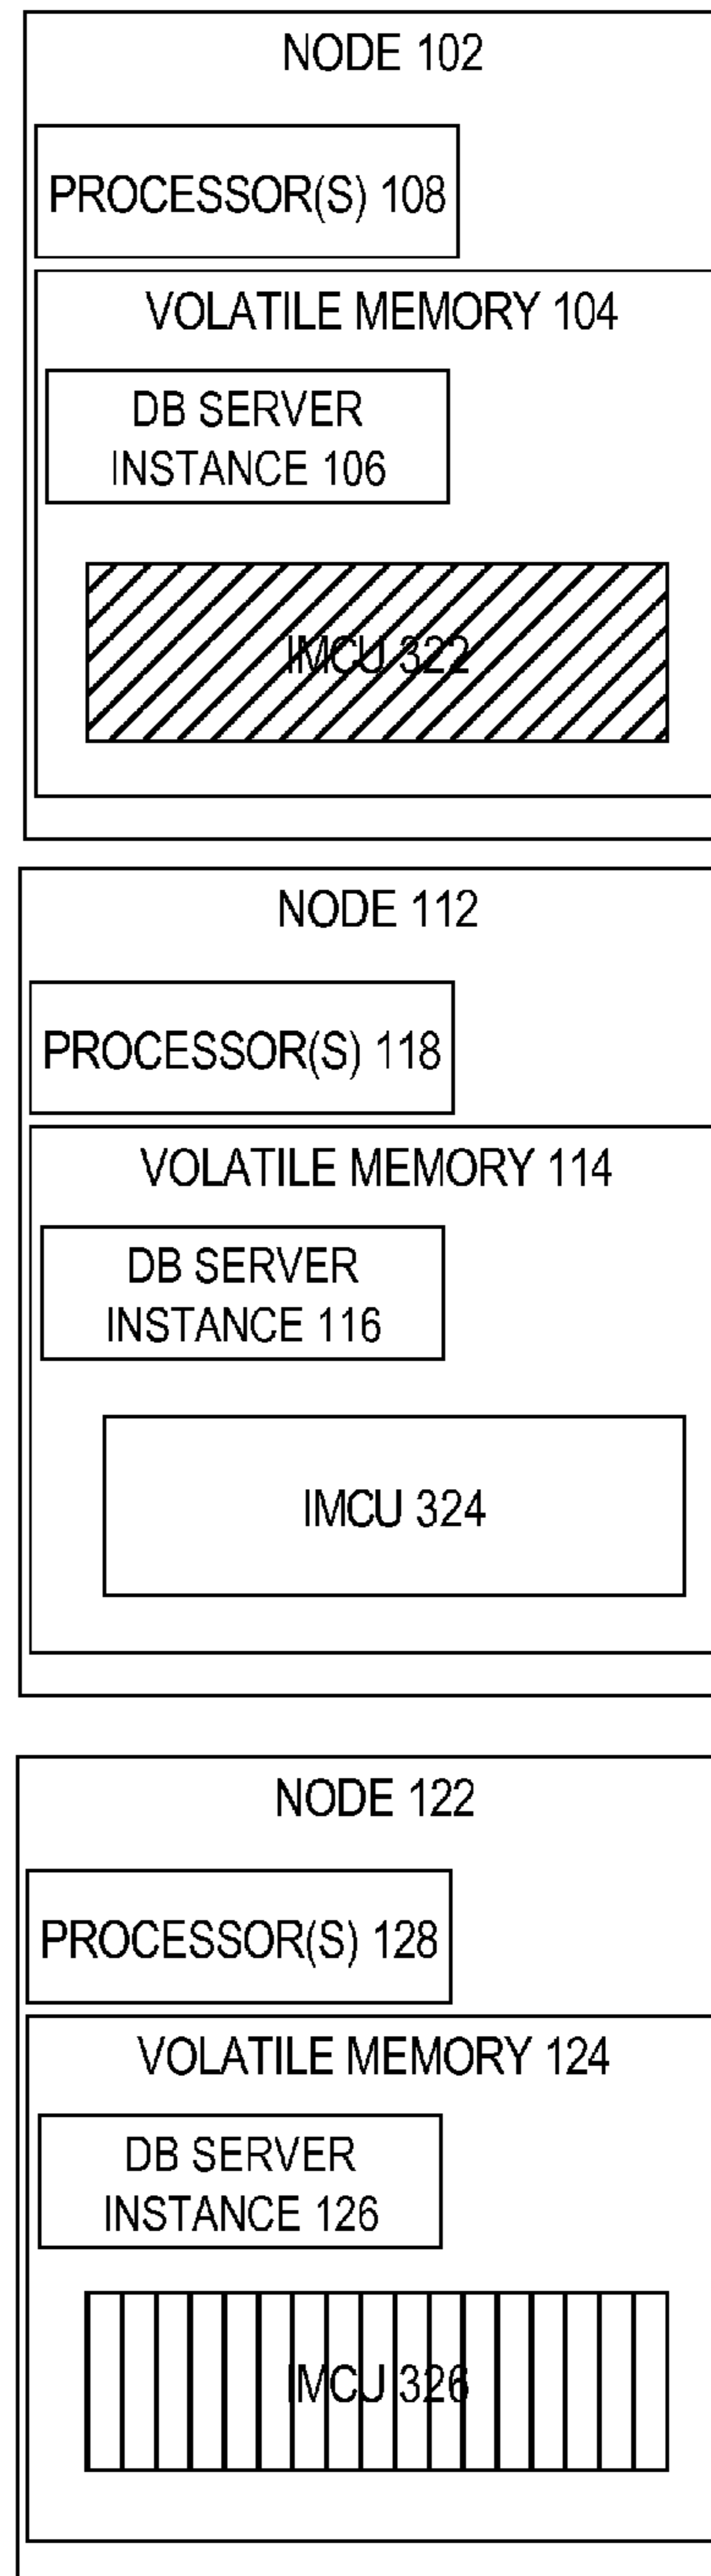 NODE 102
PROCESSOR(S) 108
VOLATILE MEMORY 104
DB SERVER
INSTANCE 106
IMCU 322
NODE 112
PROCESSOR(S) 118
VOLATILE MEMORY 114
DB SERVER
INSTANCE 116
IMCU 324
NODE 122
PROCESSOR(S) 128
VOLATILE MEMORY 124
DB SERVER
INSTANCE 126
IMCU 326